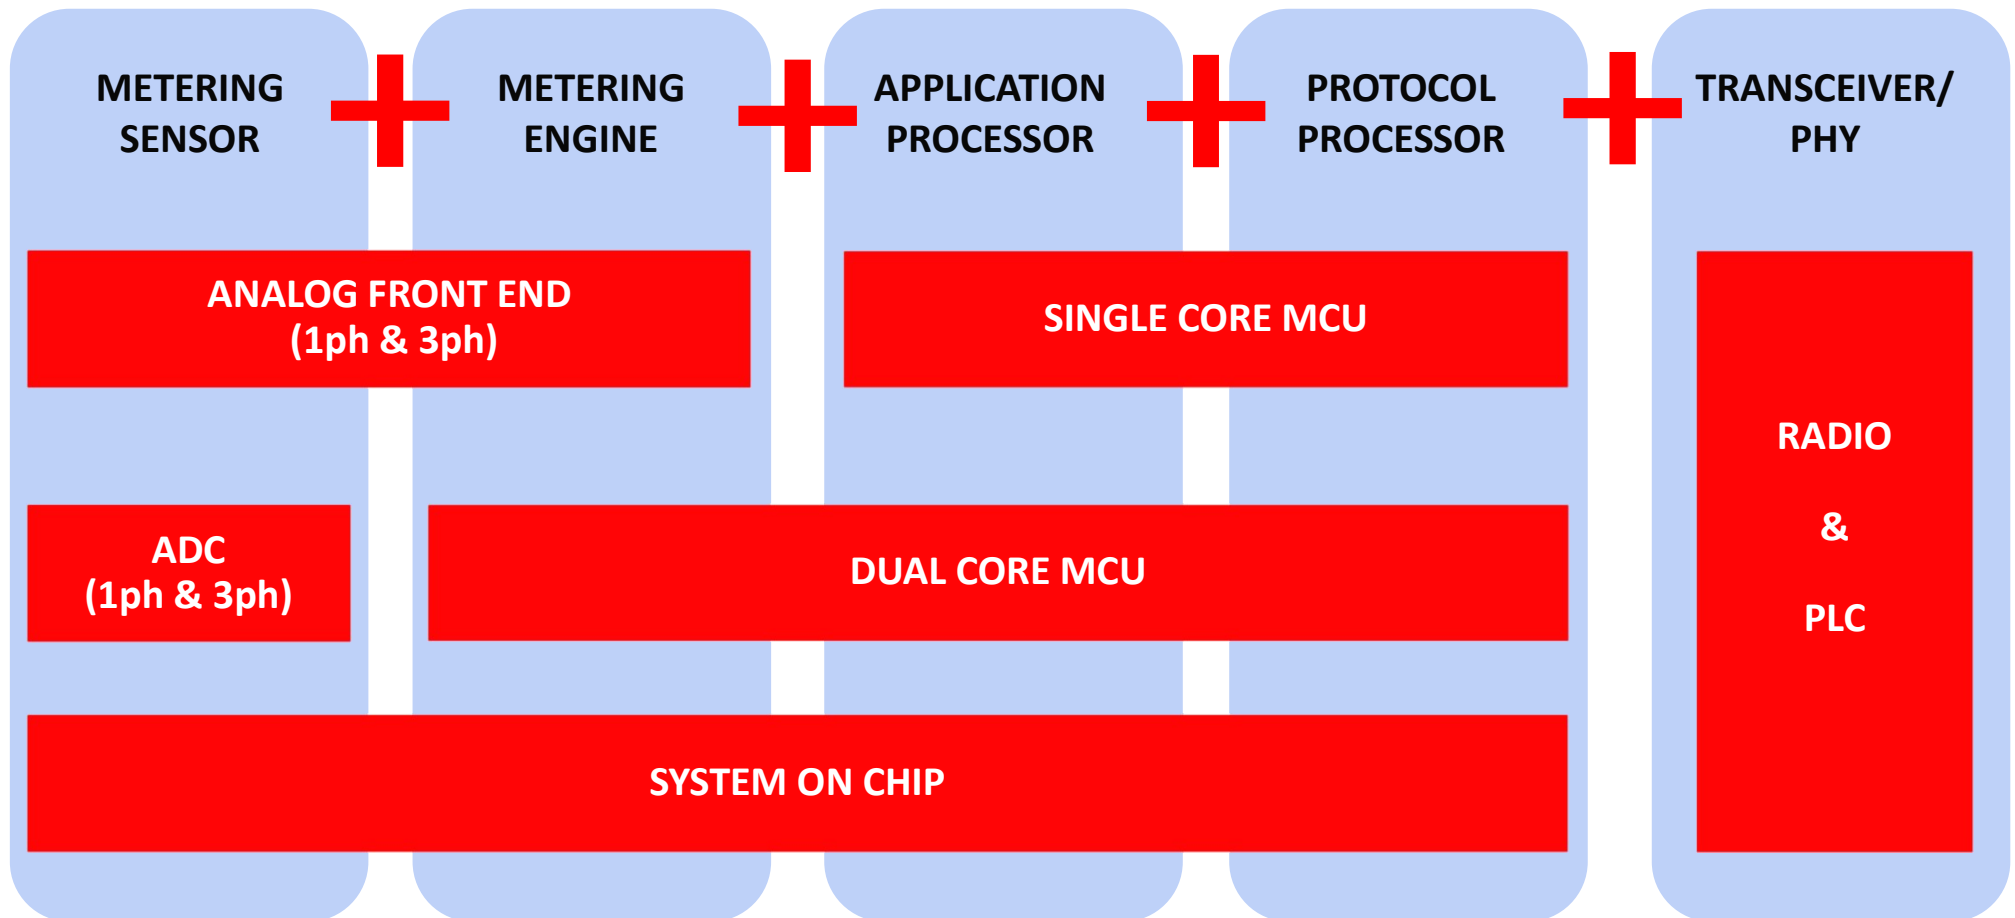 METERING
SENSOR
METERING
ENGINE
APPLICATION
PROCESSOR
PROTOCOL
PROCESSOR
TRANSCEIVER/
PHY
ANALOG FRONT END
(1ph & 3ph)
SINGLE CORE MCU
RADIO
&
PLC
ADC
(1ph & 3ph)
DUAL CORE MCU
SYSTEM ON CHIP